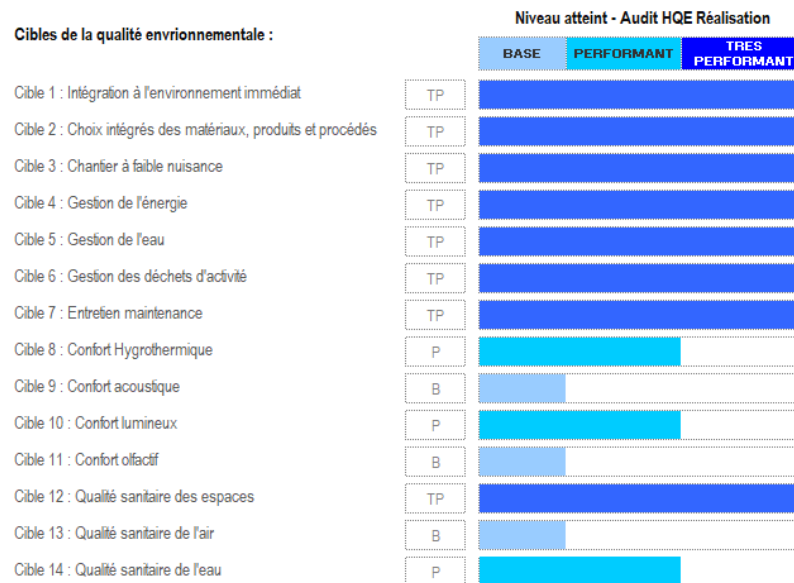 Niveau atteint - Audit HQE Réalisation
Cibles de la qualité envrionnementale :
BASE PERFORMANT TRES PERFORMANT
Cible 1 : Intégration à l'environnement immédiat TP
Cible 2 : Choix intégrés des matériaux, produits et procédés TP
Cible 3 : Chantier à faible nuisance TP
Cible 4 : Gestion de l'énergie TP
Cible 5 : Gestion de l'eau TP
Cible 6 : Gestion des déchets d'activité TP
Cible 7 : Entretien maintenance TP
Cible 8 : Confort Hygrothermique P
Cible 9 : Confort acoustique B
Cible 10 : Confort lumineux P
Cible 11 : Confort olfactif B
Cible 12 : Qualité sanitaire des espaces TP
Cible 13 : Qualité sanitaire de l'air B
Cible 14 : Qualité sanitaire de l'eau P